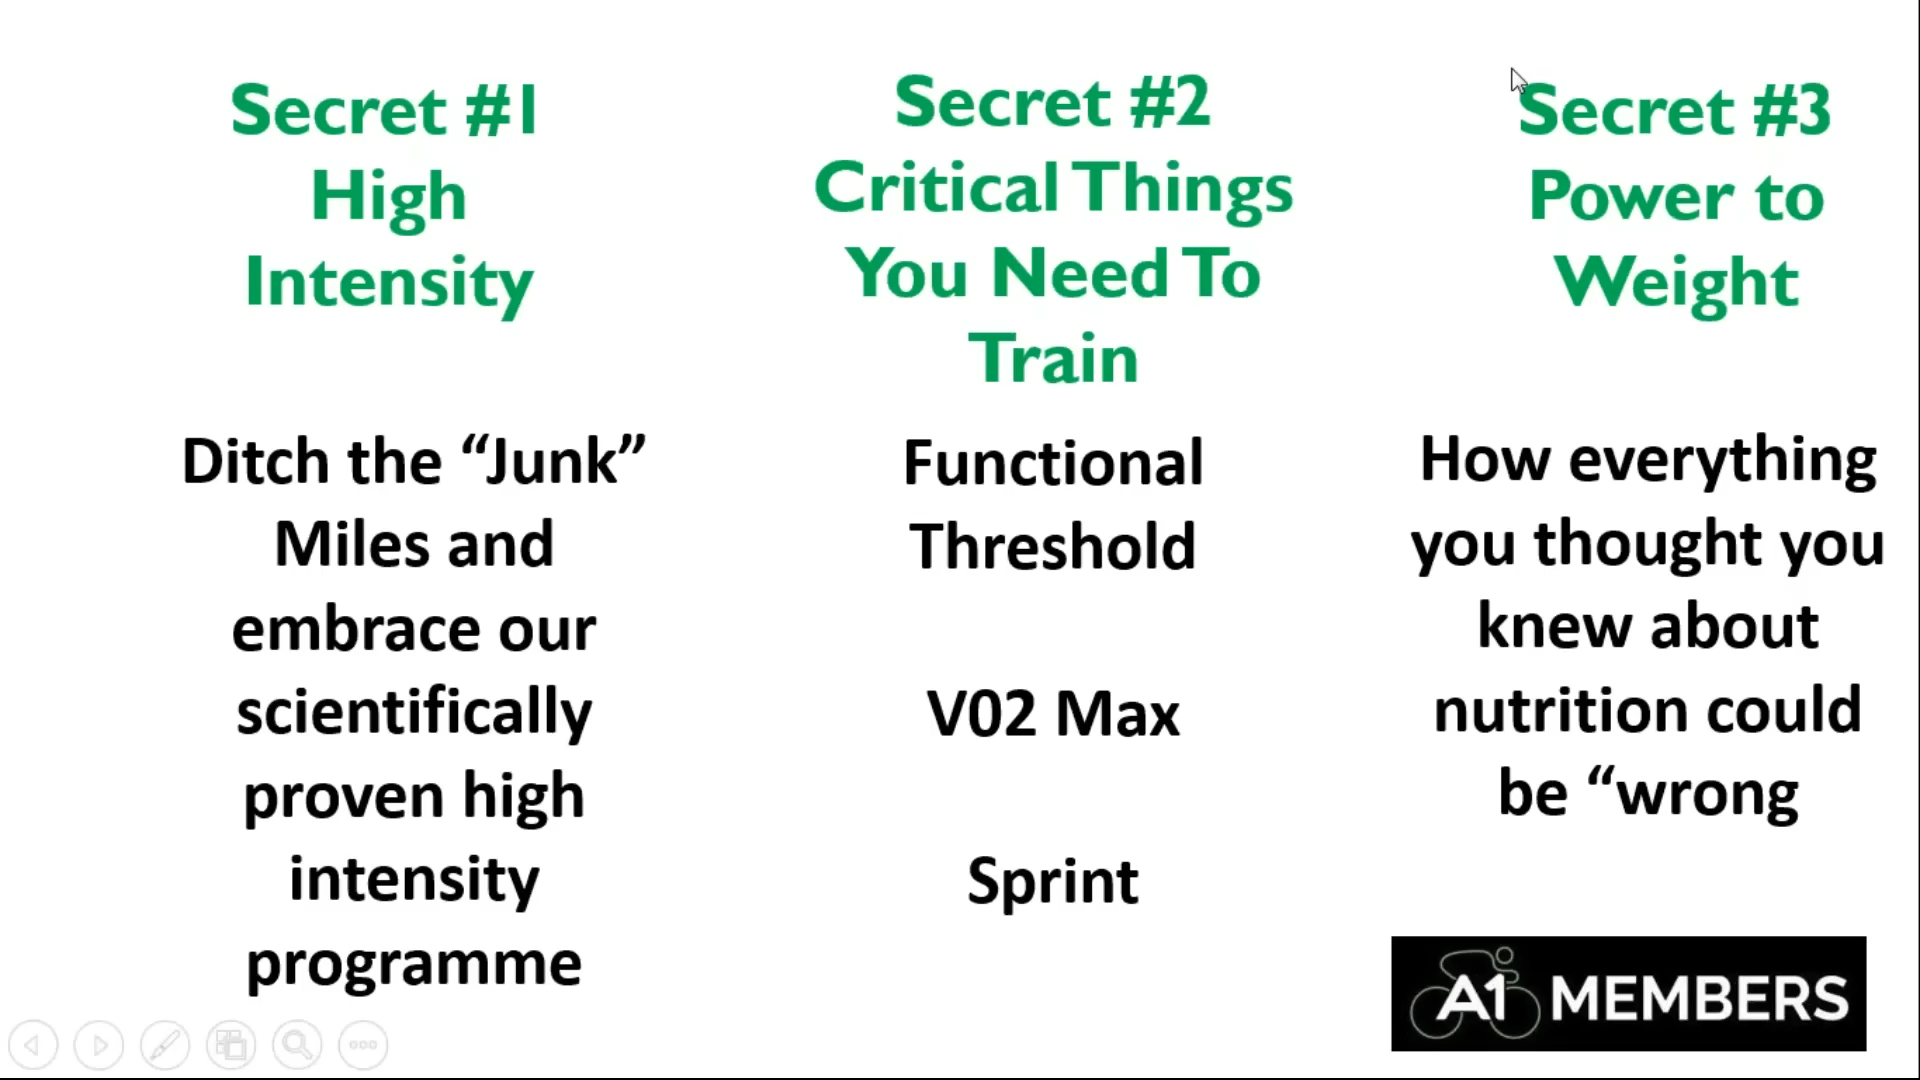 Secret #1
High
Intensity
Ditch the “Junk”
Miles and
embrace our
scientifically
proven high
intensity
programme
Secret #2
Critical Things
You Need To
Train
Functional
Threshold
V02 Max
Sprint
Secret #3
Power to
Weight
How everything
you thought you
knew about
nutrition could
be “wrong
A1 MEMBERS